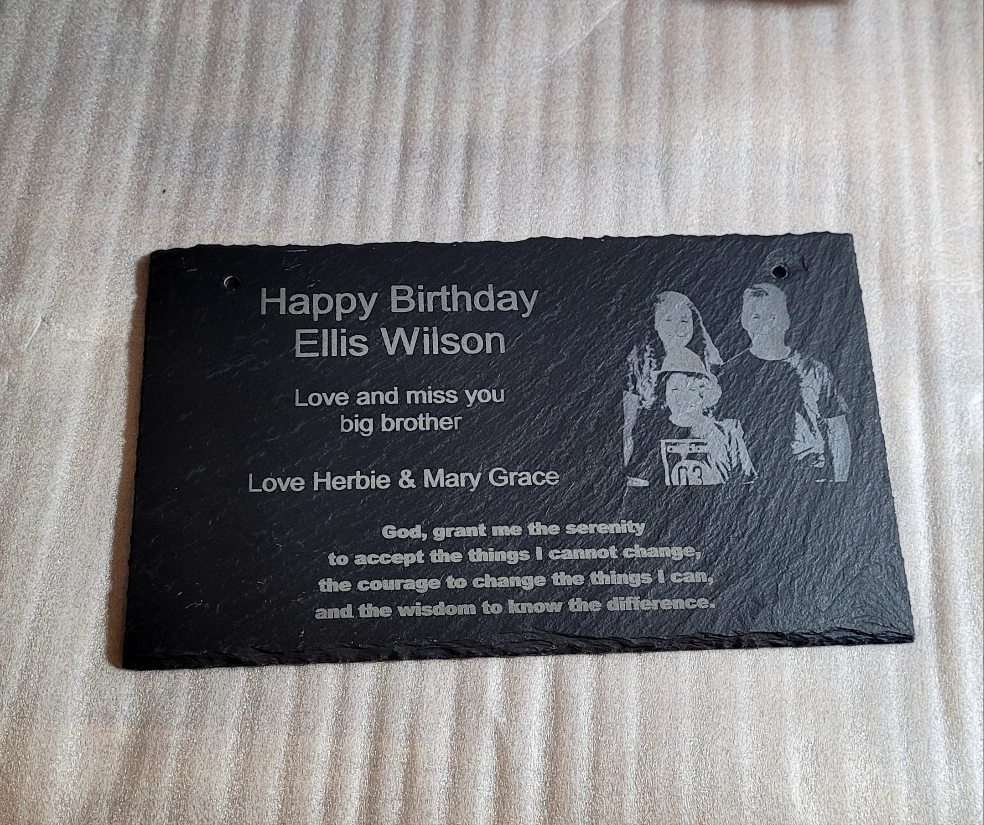 Happy Birthday
Ellis Wilson
Love and miss you
big brother
Love Herbie & Mary Grace
God, grant me the serenity
to accept the things I cannot change,
the courage to change the things I can,
and the wisdom to know the difference.